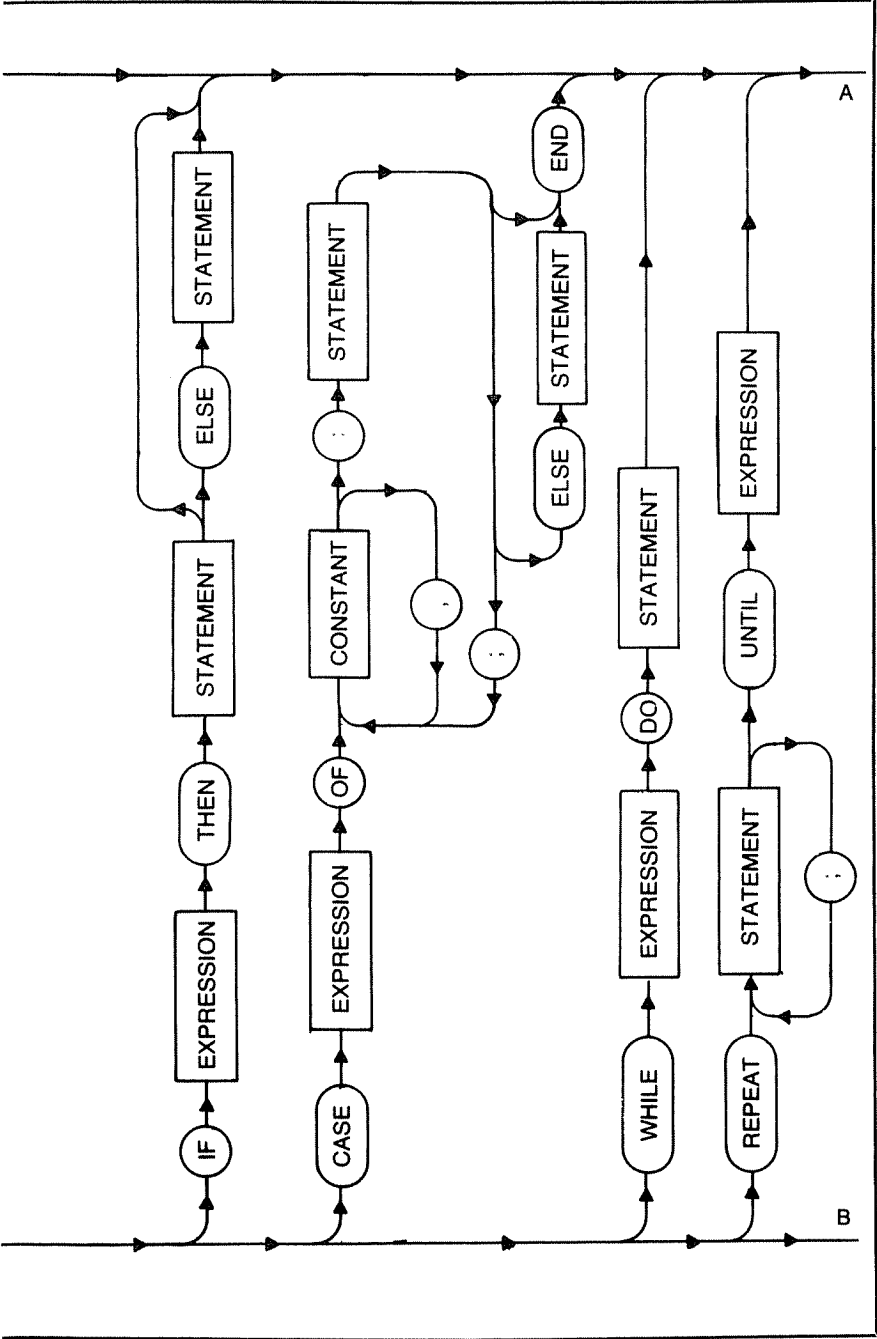 IF EXPRESSION THEN STATEMENT ELSE STATEMENT
CASE EXPRESSION OF CONSTANT : STATEMENT
,
;
ELSE STATEMENT END
WHILE EXPRESSION DO STATEMENT
REPEAT STATEMENT UNTIL EXPRESSION
;
B
A